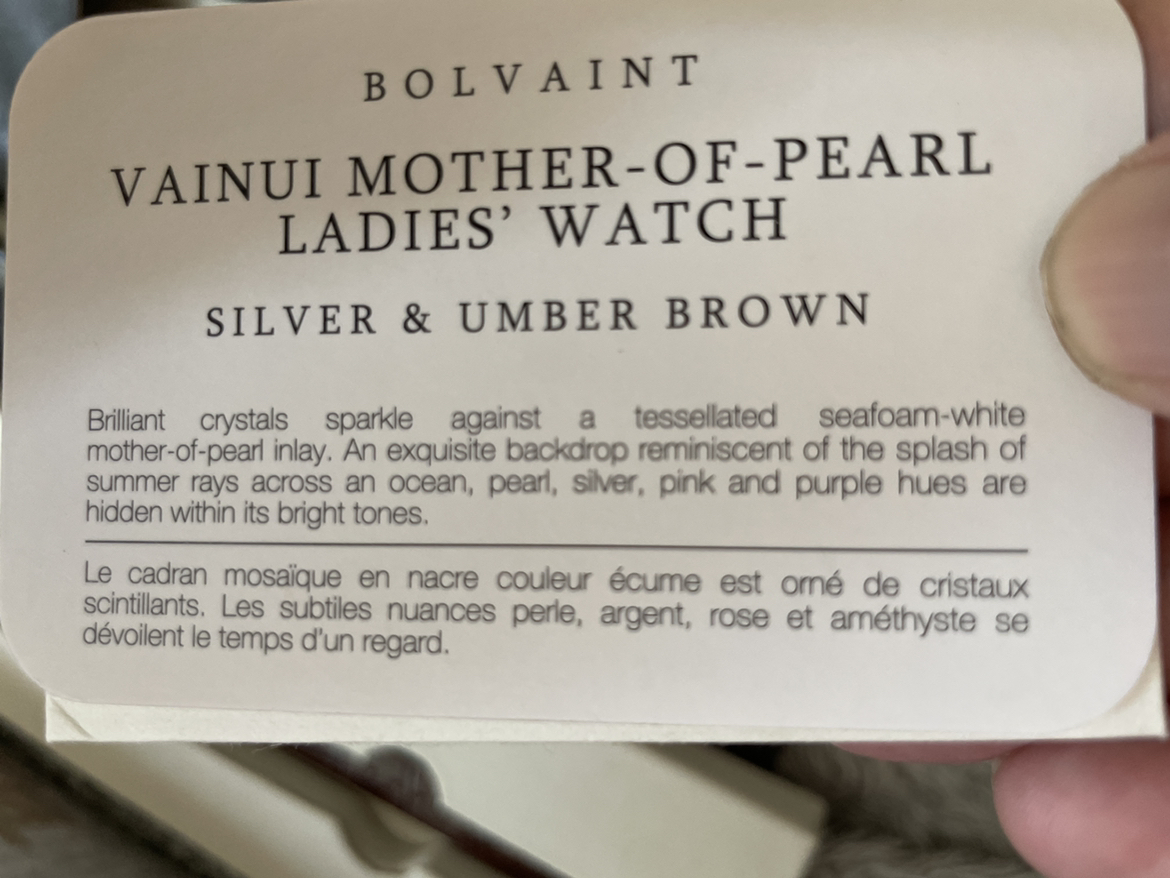 BOLVAINT
VAINUI MOTHER-OF-PEARL
LADIES’ WATCH
SILVER & UMBER BROWN
Brilliant crystals sparkle against a tessellated seafoam-white
mother-of-pearl inlay. An exquisite backdrop reminiscent of the splash of
summer rays across an ocean, pearl, silver, pink and purple hues are
hidden within its bright tones.
Le cadran mosaïque en nacre couleur écume est orné de cristaux
scintillants. Les subtiles nuances perle, argent, rose et améthyste se
dévoilent le temps d'un regard.